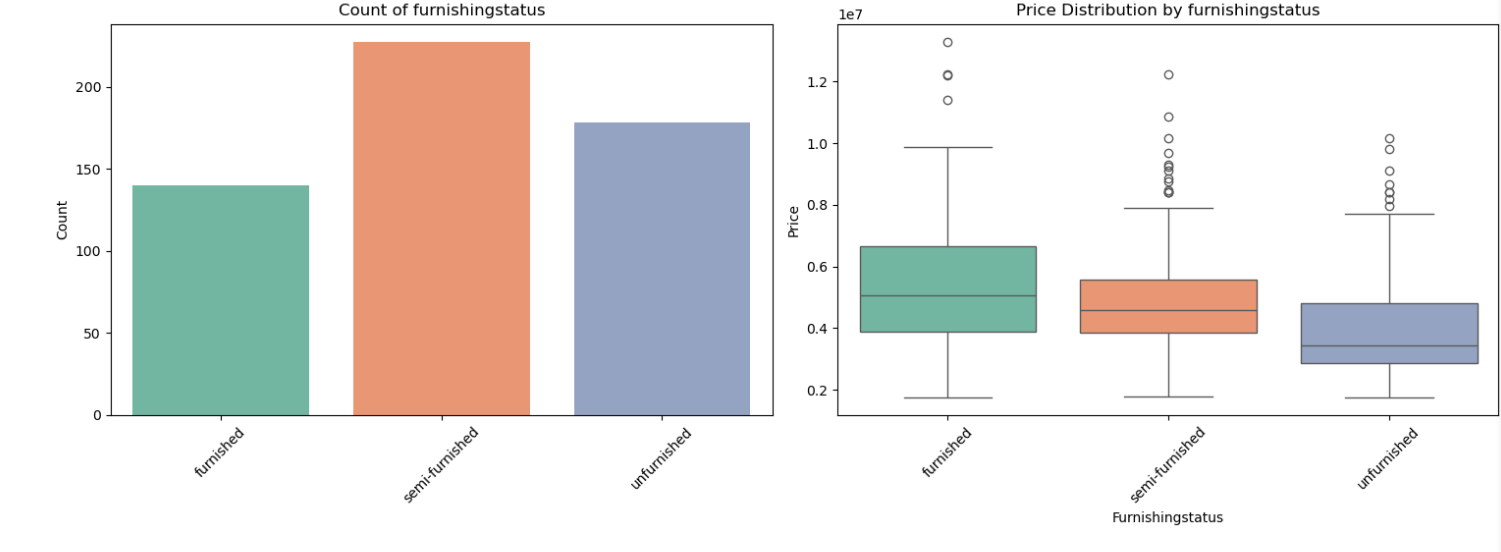 Count of furnishingstatus
200
150
100
50
0
Count
furnished
semi-furnished
unfurnished
Price Distribution by furnishingstatus
1e7
1.2
1.0
0.8
0.6
0.4
0.2
Price
furnished
semi-furnished
unfurnished
Furnishingstatus